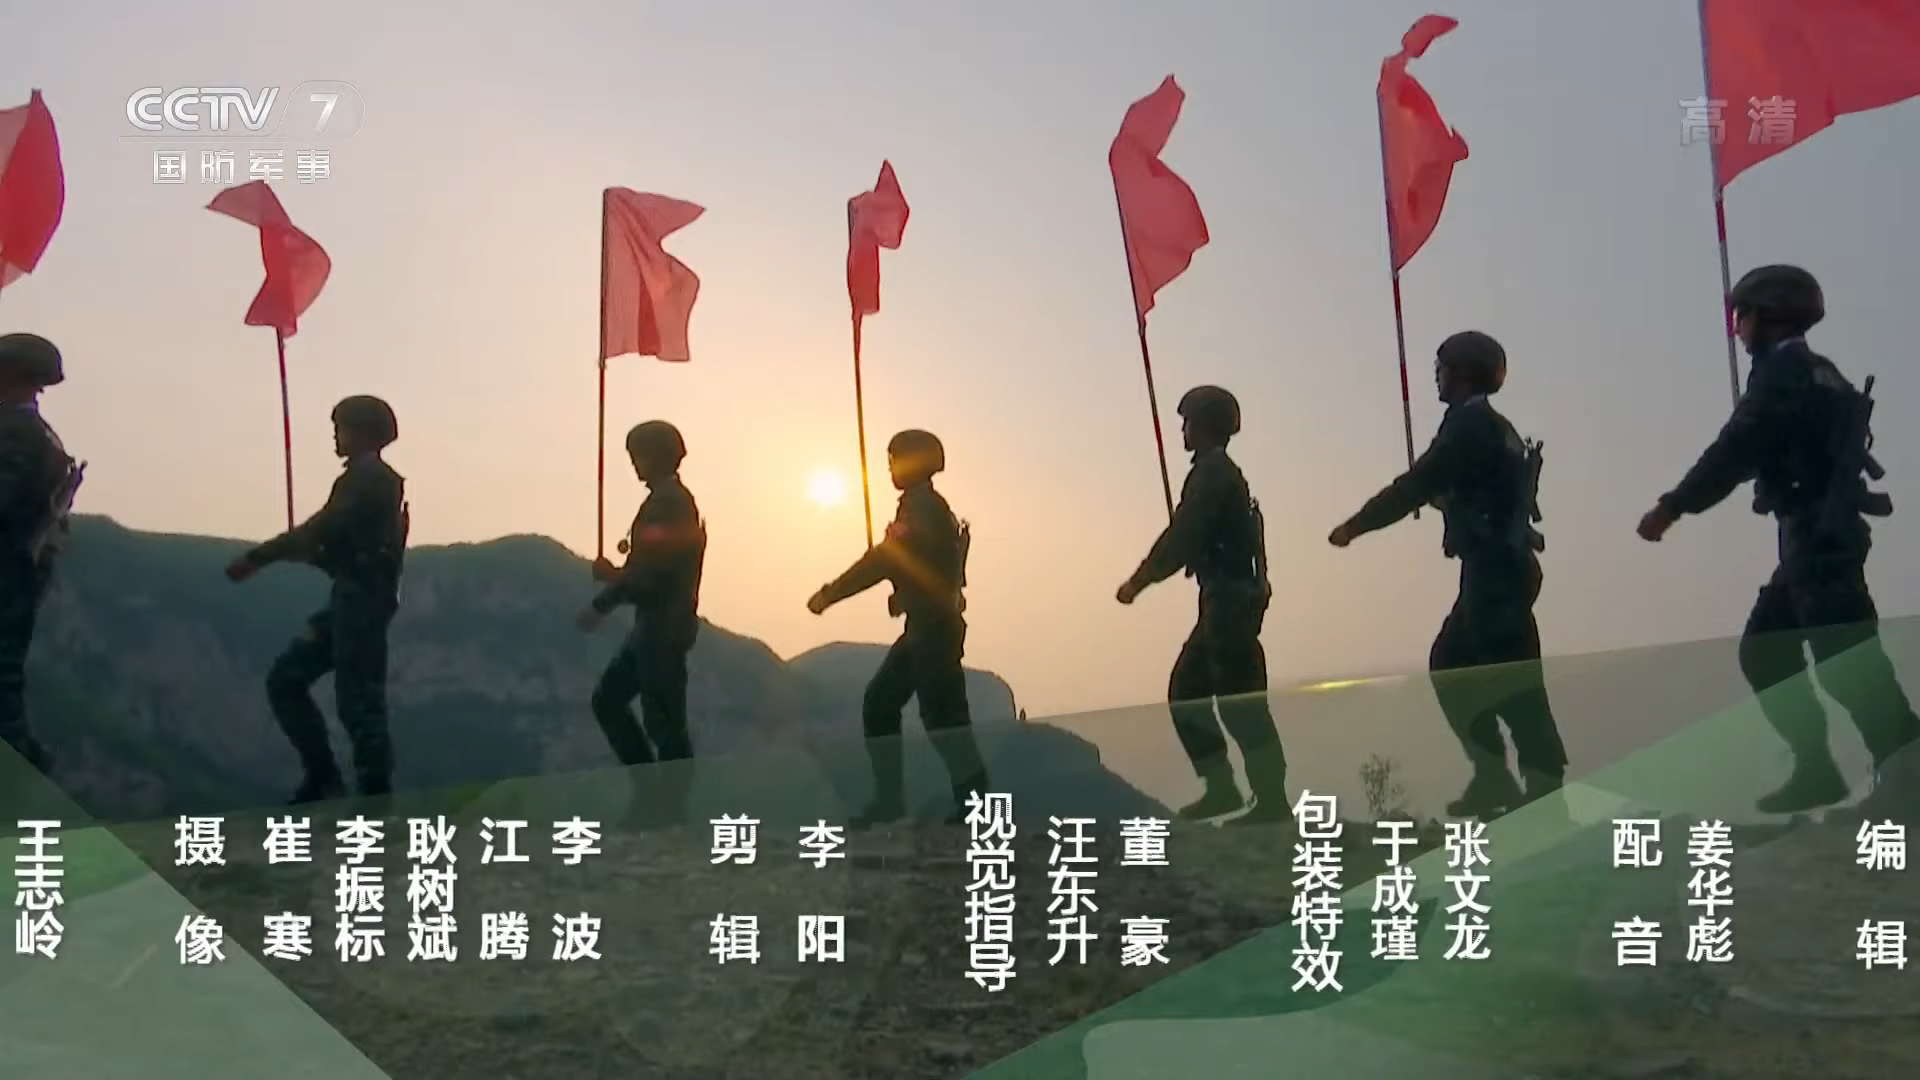 CCTV 7
国防军事
高清
王志岭
摄像
崔寒
李振标
耿树斌
江腾
李波
剪辑
李阳
视觉指导
汪东升
董豪
包装特效
于成瑾
张文龙
配音
姜华彪
编辑